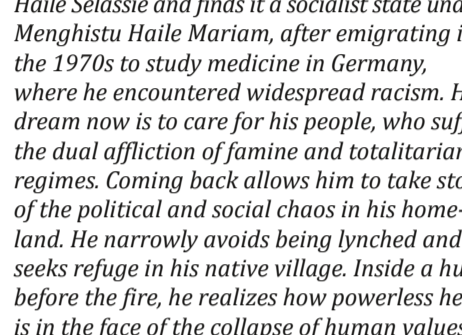 Haile Selassie and finds it a socialist state und
Menghistu Haile Mariam, after emigrating i
the 1970s to study medicine in Germany,
where he encountered widespread racism. H
dream now is to care for his people, who suf
the dual affliction of famine and totalitarian
regimes. Coming back allows him to take sto
of the political and social chaos in his home-
land. He narrowly avoids being lynched and
seeks refuge in his native village. Inside a hu
before the fire, he realizes how powerless he
is in the face of the collapse of human values